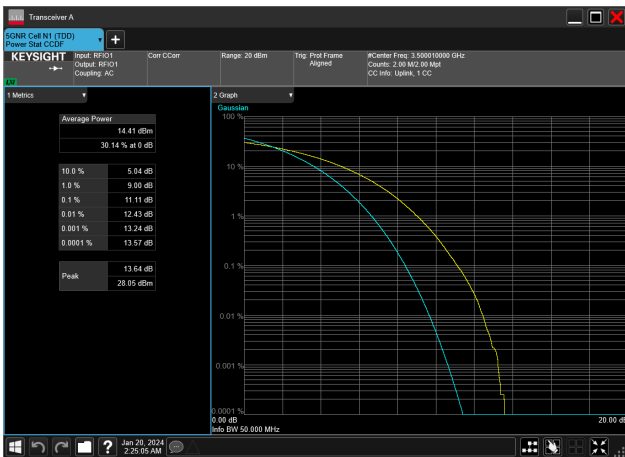 Transceiver A
5GNR Cell N1 (TDD)
Power Stat CCDF
KEYSIGHT
Input: RFIO1
Output: RFIO1
Coupling: AC
Corr CCorr
Range: 20 dBm
Trig: Prot Frame
Aligned
#Center Freq: 3.500010000 GHz
Counts: 2.00 M/2.00 Mpt
CC Info: Uplink, 1 CC
1 Metrics
Average Power
14.41 dBm
30.14 % at 0 dB
10.0 % 5.04 dB
1.0 % 9.00 dB
0.1 % 11.11 dB
0.01 % 12.43 dB
0.001 % 13.24 dB
0.0001 % 13.57 dB
Peak
13.64 dB
28.05 dBm
2 Graph
Gaussian
100 %
10 %
1 %
0.1 %
0.01 %
0.001 %
0.0001 %
0.00 dB
20.00 dB
Info BW 50.000 MHz
?
Jan 20, 2024
2:25:05 AM